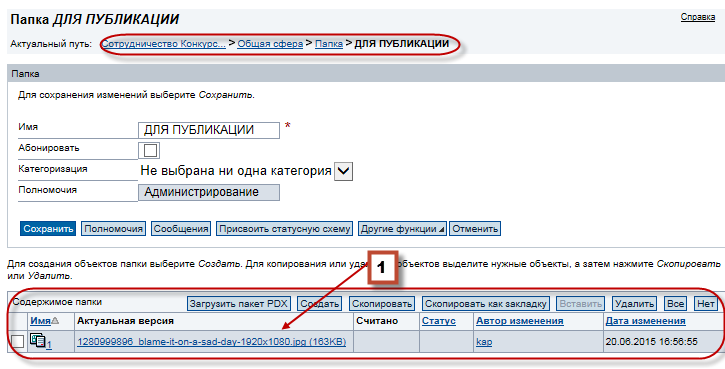 Папка ДЛЯ ПУБЛИКАЦИИ
Справка
Актуальный путь: Сотрудничество Конкурс... > Общая сфера > Папка > ДЛЯ ПУБЛИКАЦИИ
Папка
Для сохранения изменений выберите Сохранить.
Имя ДЛЯ ПУБЛИКАЦИИ *
Абонировать
Категоризация Не выбрана ни одна категория
Полномочия Администрирование
Сохранить Полномочия Сообщения Присвоить статусную схему Другие функции Отменить
Для создания объектов папки выберите Создать. Для копирования или уда 1 объектов выделите нужные объекты, а затем нажмите Скопировать
или Удалить.
Содержимое папки Загрузить пакет PDX Создать Скопировать Скопировать как закладку Вставить Удалить Все Нет
Имя Актуальная версия Считано Статус Автор изменения Дата изменения
1 1280999896_blame-it-on-a-sad-day-1920x1080.jpg (163KB) kap 20.06.2015 16:56:55